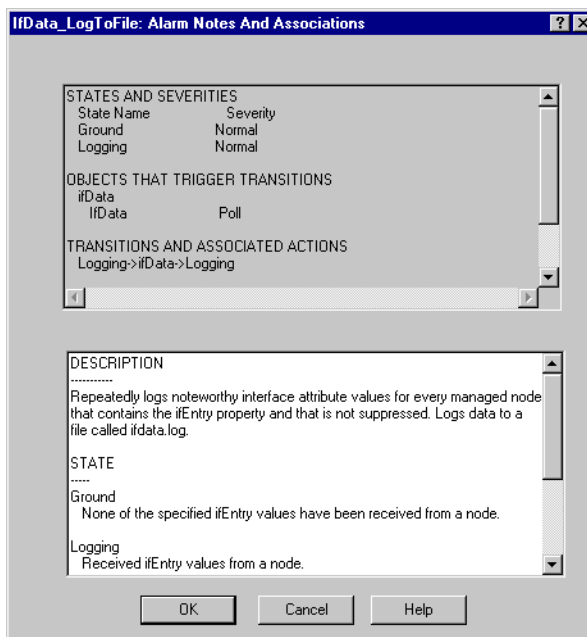 IfData_LogToFile: Alarm Notes And Associations
STATES AND SEVERITIES
State Name Severity
Ground Normal
Logging Normal
OBJECTS THAT TRIGGER TRANSITIONS
ifData
IfData Poll
TRANSITIONS AND ASSOCIATED ACTIONS
Logging->ifData->Logging
DESCRIPTION
-----------
Repeatedly logs noteworthy interface attribute values for every managed node
that contains the ifEntry property and that is not suppressed. Logs data to a
file called ifdata.log.
STATE
-----
Ground
None of the specified ifEntry values have been received from a node.
Logging
Received ifEntry values from a node.
OK Cancel Help